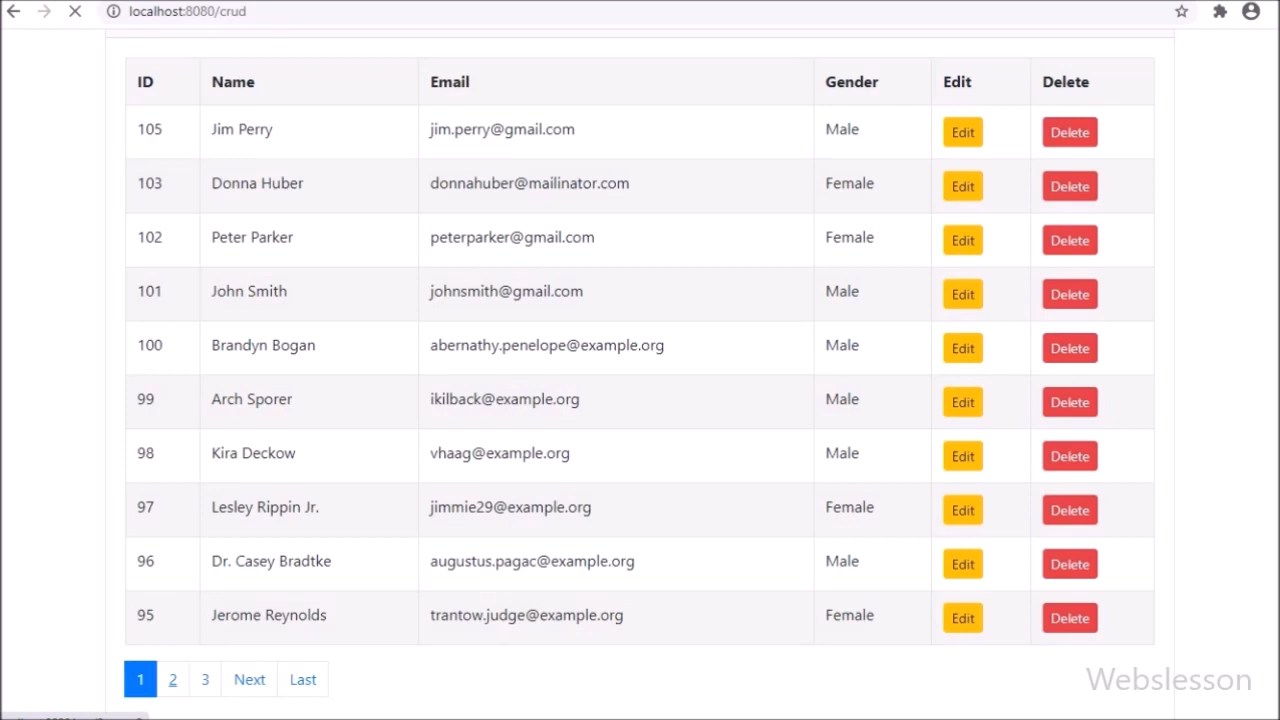 localhost:8080/crud
ID Name Email Gender Edit Delete
105 Jim Perry jim.perry@gmail.com Male Edit Delete
103 Donna Huber donnahuber@mailinator.com Female Edit Delete
102 Peter Parker peterparker@gmail.com Female Edit Delete
101 John Smith johnsmith@gmail.com Male Edit Delete
100 Brandyn Bogan abernathy.penelope@example.org Male Edit Delete
99 Arch Sporer ikilback@example.org Male Edit Delete
98 Kira Deckow vhaag@example.org Male Edit Delete
97 Lesley Rippin Jr. jimmie29@example.org Female Edit Delete
96 Dr. Casey Bradtke augustus.pagac@example.org Male Edit Delete
95 Jerome Reynolds trantow.judge@example.org Female Edit Delete
1 2 3 Next Last
Webslesson